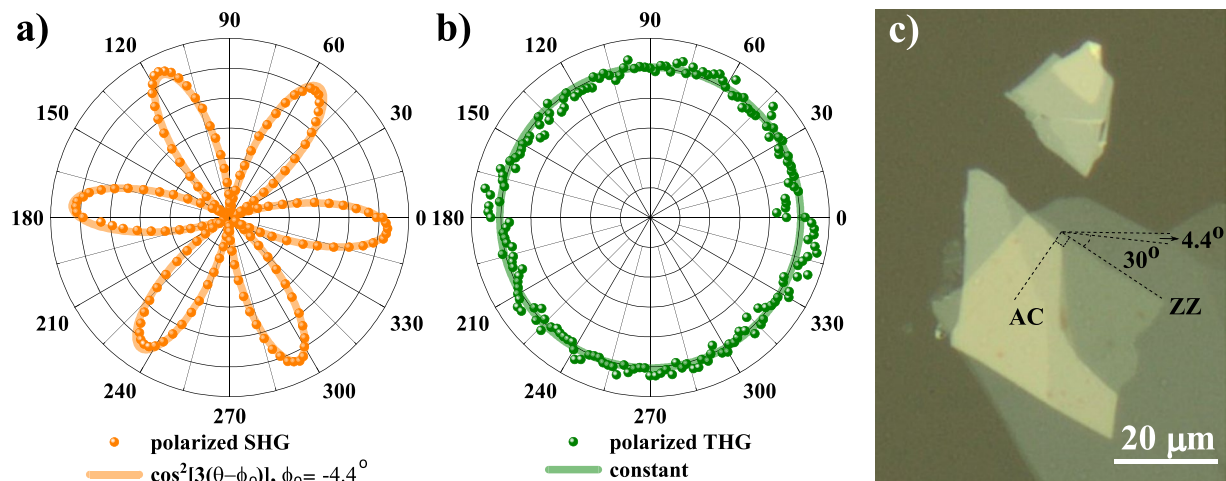 a)
90
120
60
150
30
180
0
210
330
240
300
270
polarized SHG
cos²[3(θ−ϕ₀)], ϕ₀= -4.4°
b)
90
120
60
150
30
180
0
210
330
240
300
270
polarized THG
constant
c)
4.4°
30°
AC
ZZ
20 μm